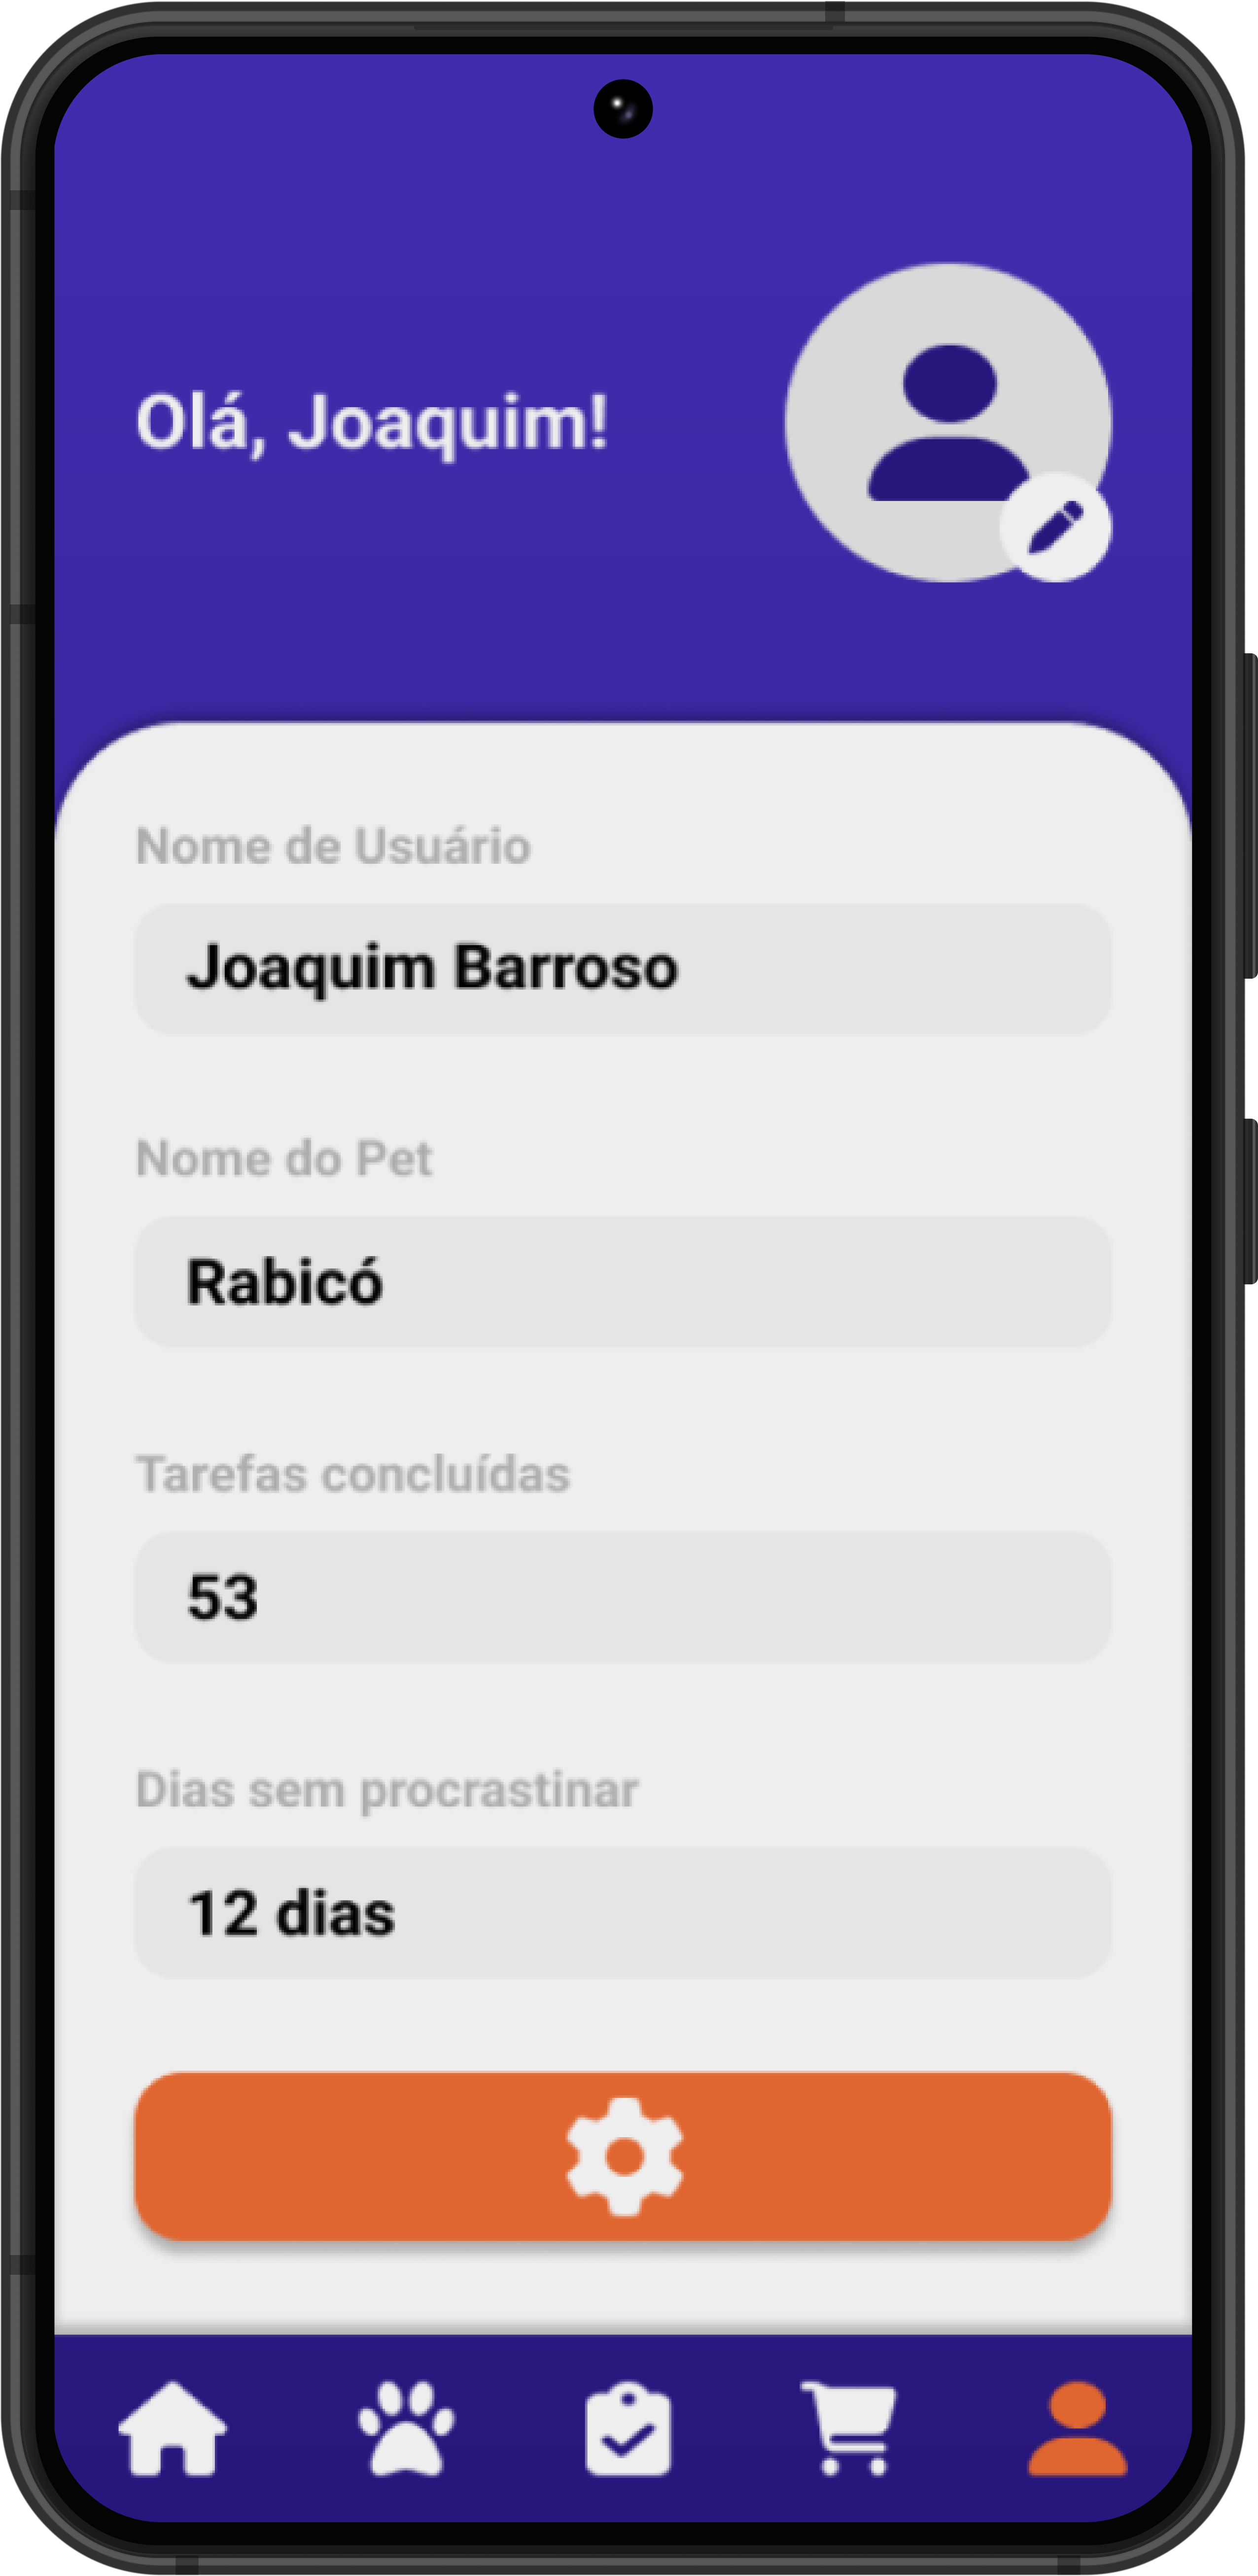 Olá, Joaquim!
Nome de Usuário
Joaquim Barroso
Nome do Pet
Rabicó
Tarefas concluídas
53
Dias sem procrastinar
12 dias